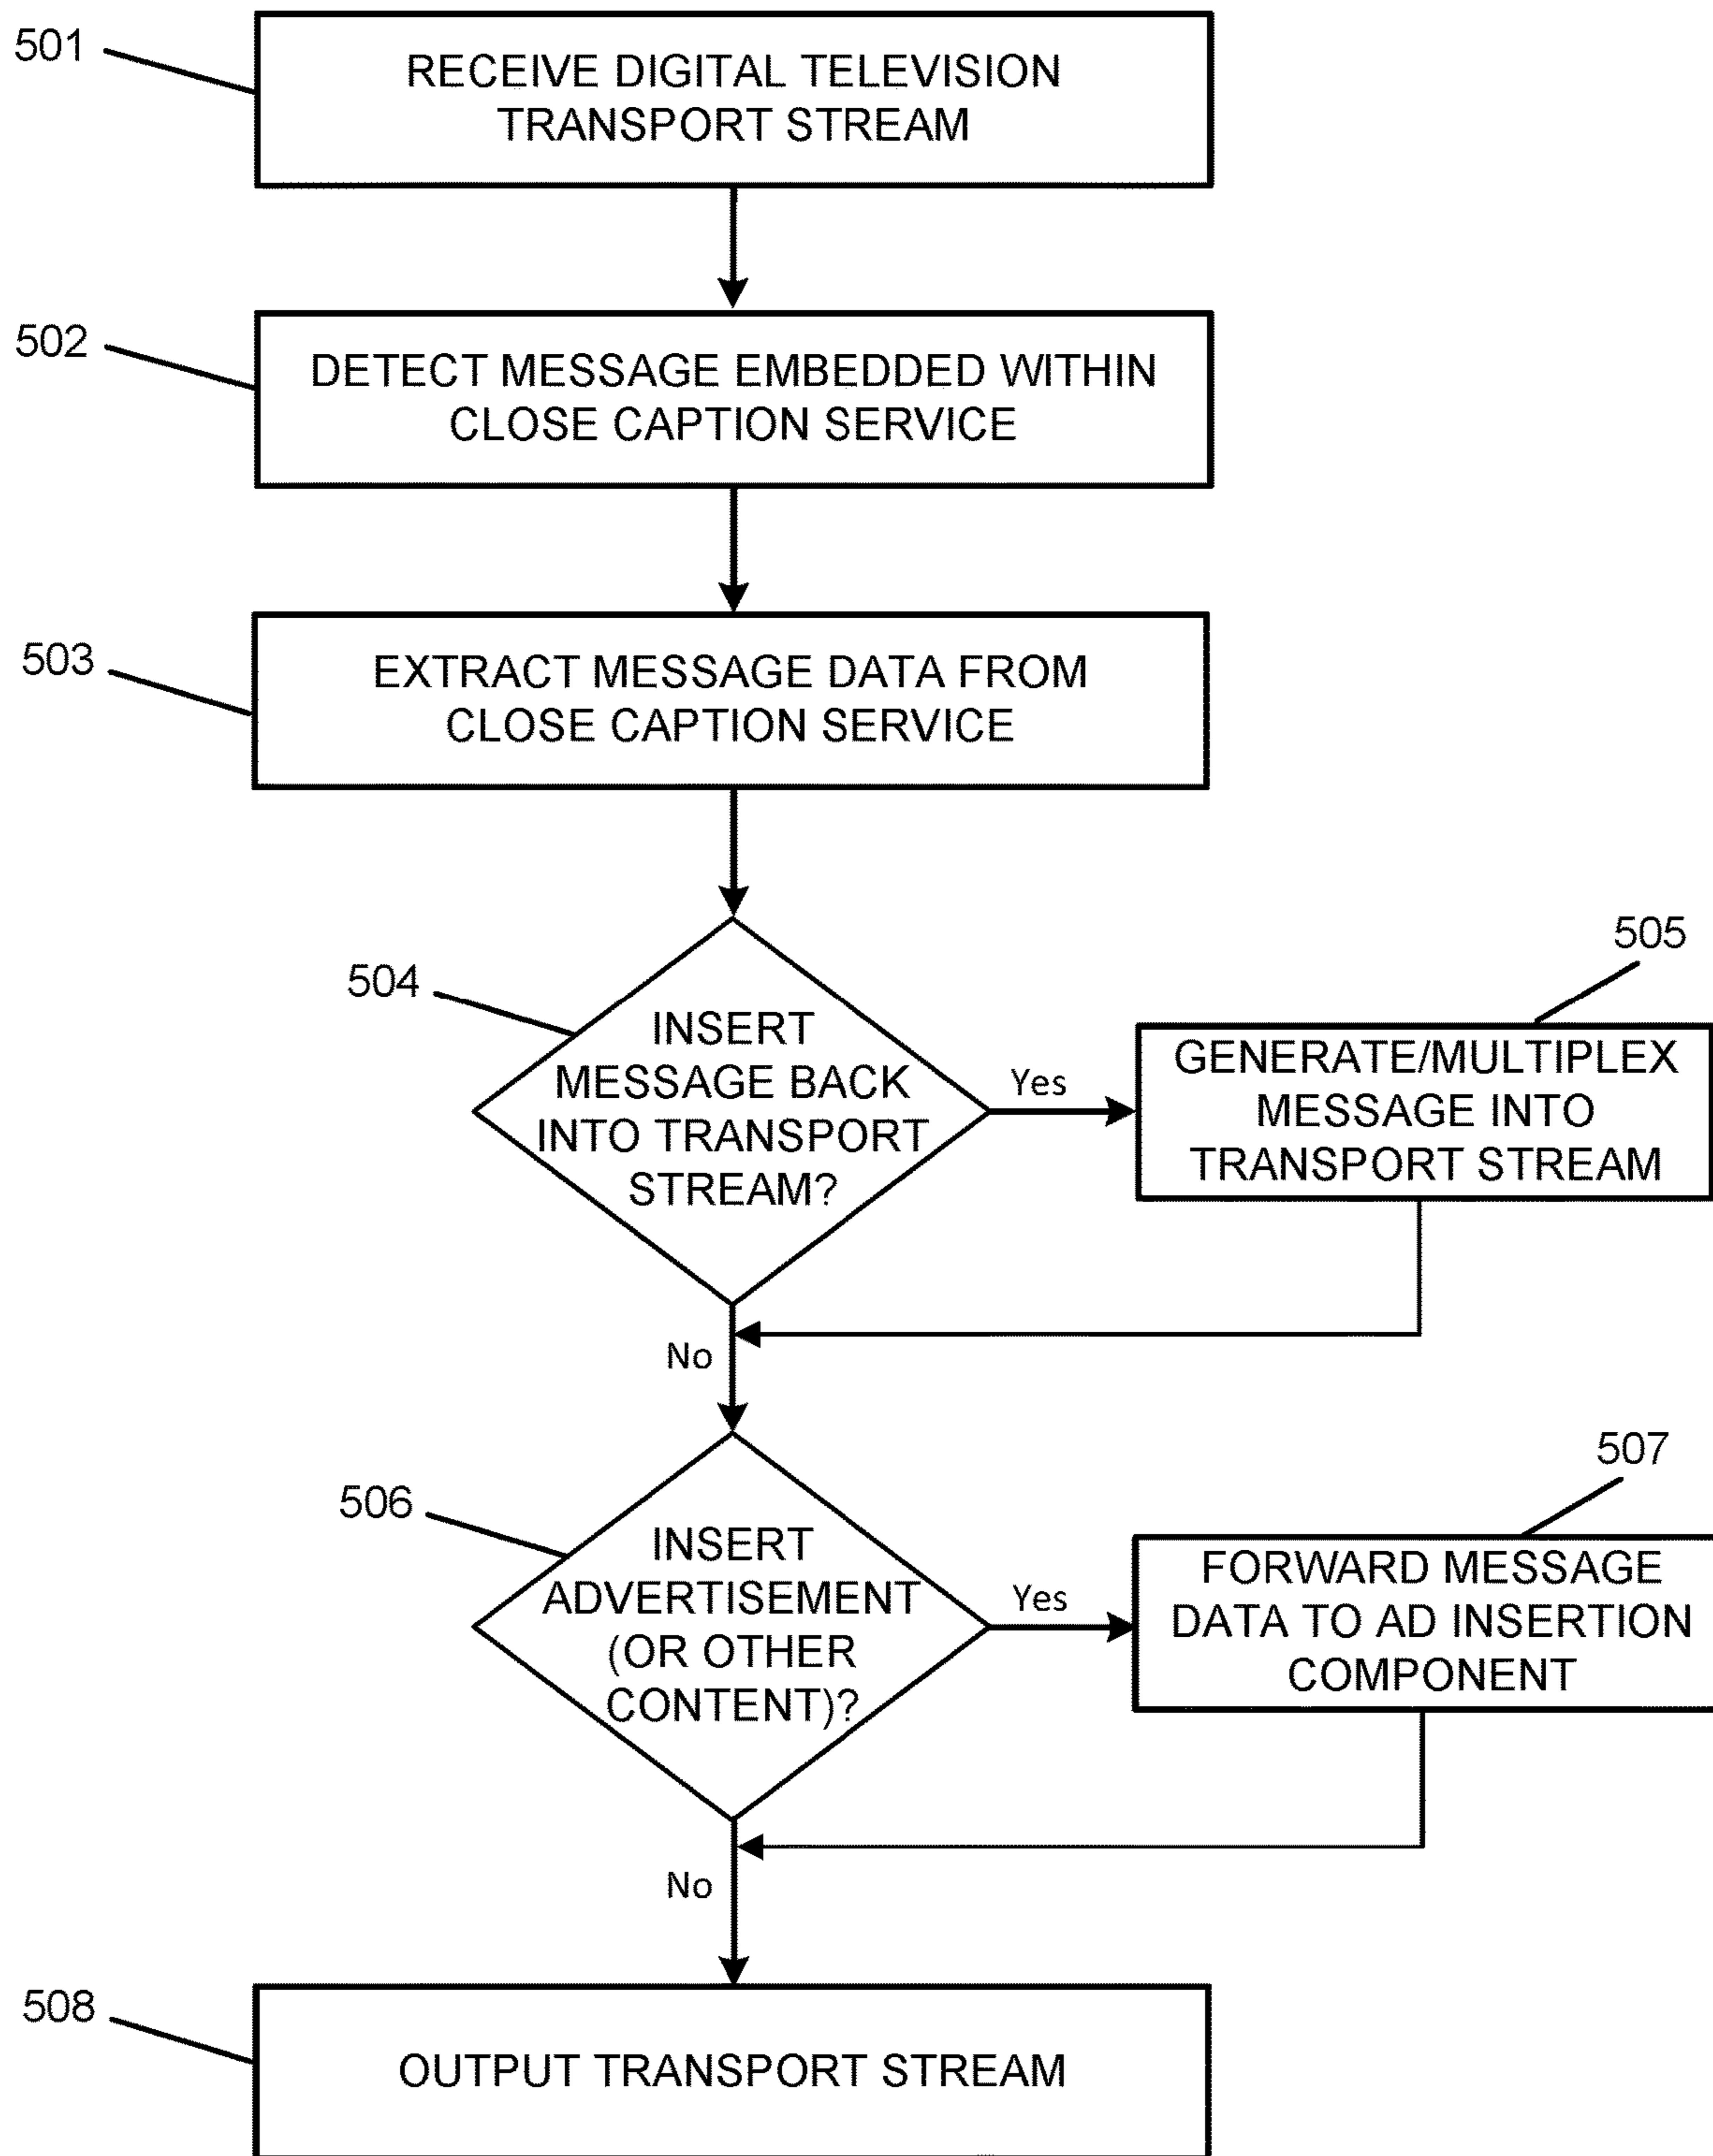 501
RECEIVE DIGITAL TELEVISION
TRANSPORT STREAM
502
DETECT MESSAGE EMBEDDED WITHIN
CLOSE CAPTION SERVICE
503
EXTRACT MESSAGE DATA FROM
CLOSE CAPTION SERVICE
504
INSERT
MESSAGE BACK
INTO TRANSPORT
STREAM?
Yes
505
GENERATE/MULTIPLEX
MESSAGE INTO
TRANSPORT STREAM
No
506
INSERT
ADVERTISEMENT
(OR OTHER
CONTENT)?
Yes
507
FORWARD MESSAGE
DATA TO AD INSERTION
COMPONENT
No
508
OUTPUT TRANSPORT STREAM